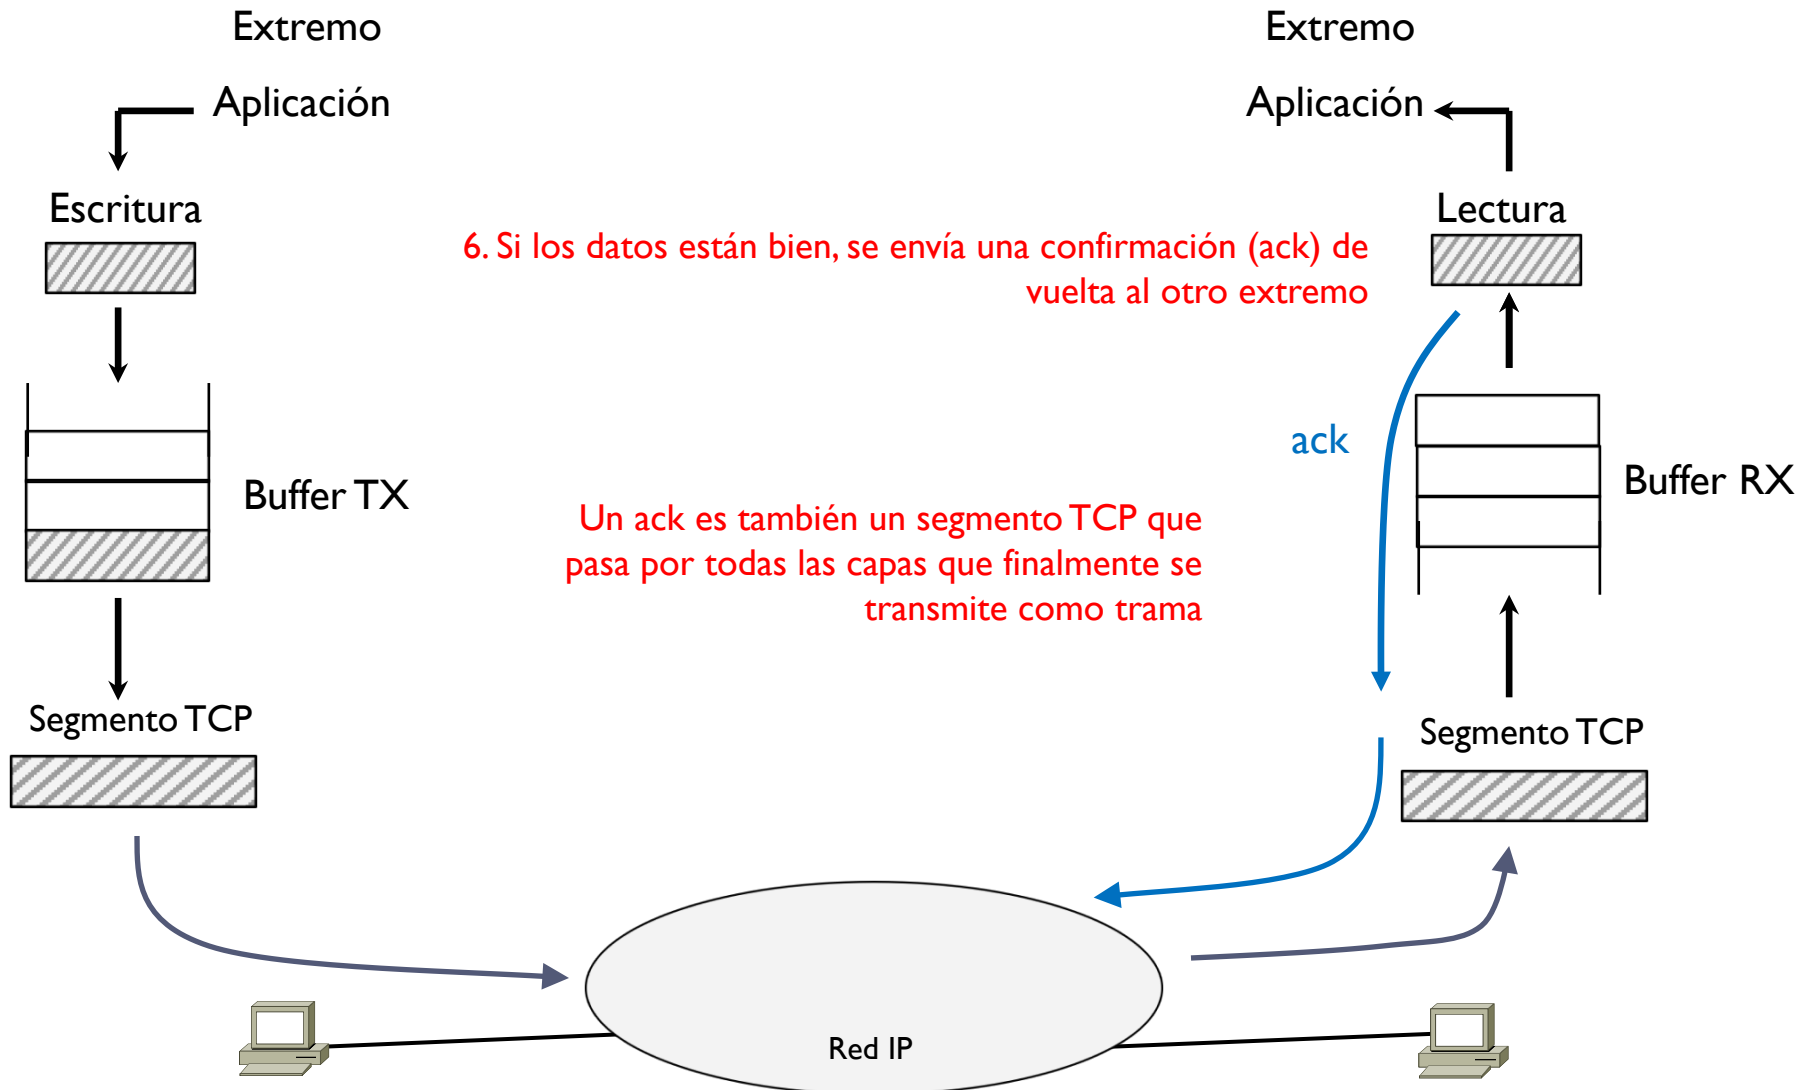 Extremo
Extremo
Aplicación
Aplicación
Escritura
Lectura
6. Si los datos están bien, se envía una confirmación (ack) de
vuelta al otro extremo
ack
Buffer TX
Buffer RX
Un ack es también un segmento TCP que
pasa por todas las capas que finalmente se
transmite como trama
Segmento TCP
Segmento TCP
Red IP